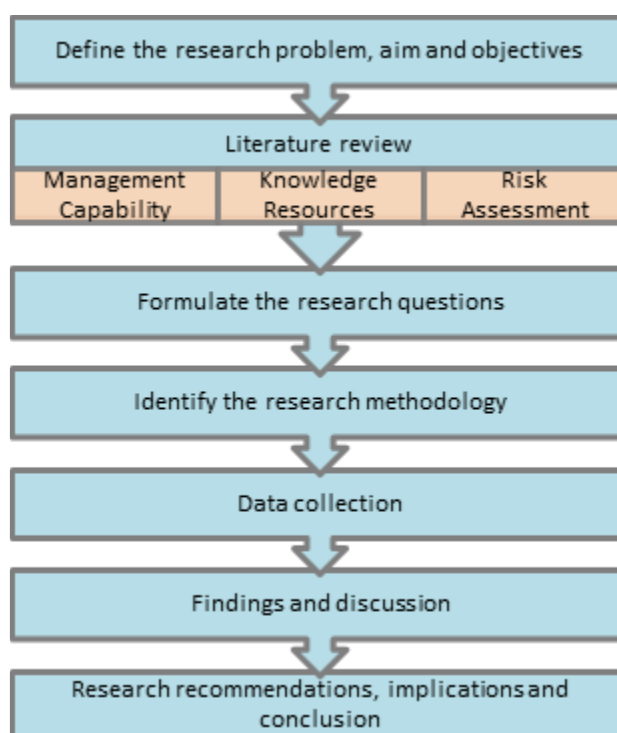 Define the research problem, aim and objectives
Literature review
Management
Capability
Knowledge
Resources
Risk
Assessment
Formulate the research questions
Identify the research methodology
Data collection
Findings and discussion
Research recommendations, implications and
conclusion